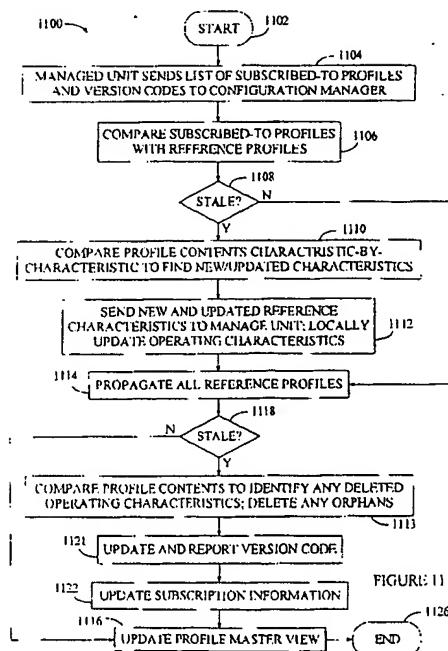 1100
START
1102
1104
MANAGED UNIT SENDS LIST OF SUBSCRIBED-TO PROFILES
AND VERSION CODES TO CONFIGURATION MANAGER
COMPARE SUBSCRIBED-TO PROFILES
WITH REFERENCE PROFILES
1106
1108
STALE?
N
Y
1110
COMPARE PROFILE CONTENTS CHARACTRISTIC-BY-
CHARACTERISTIC TO FIND NEW/UPDATED CHARACTERISTICS
SEND NEW AND UPDATED REFERENCE
CHARACTERISTICS TO MANAGE UNIT; LOCALLY
UPDATE OPERATING CHARACTERISTICS
1112
1114
PROPAGATE ALL REFERENCE PROFILES
1118
N
STALE?
Y
COMPARE PROFILE CONTENTS TO IDENTIFY ANY DELETED
OPERATING CHARACTERISTICS; DELETE ANY ORPHANS
1113
1121
UPDATE AND REPORT VERSION CODE
1122
UPDATE SUBSCRIPTION INFORMATION
FIGURE 11
1116
UPDATE PROFILE MASTER VIEW
END
1126